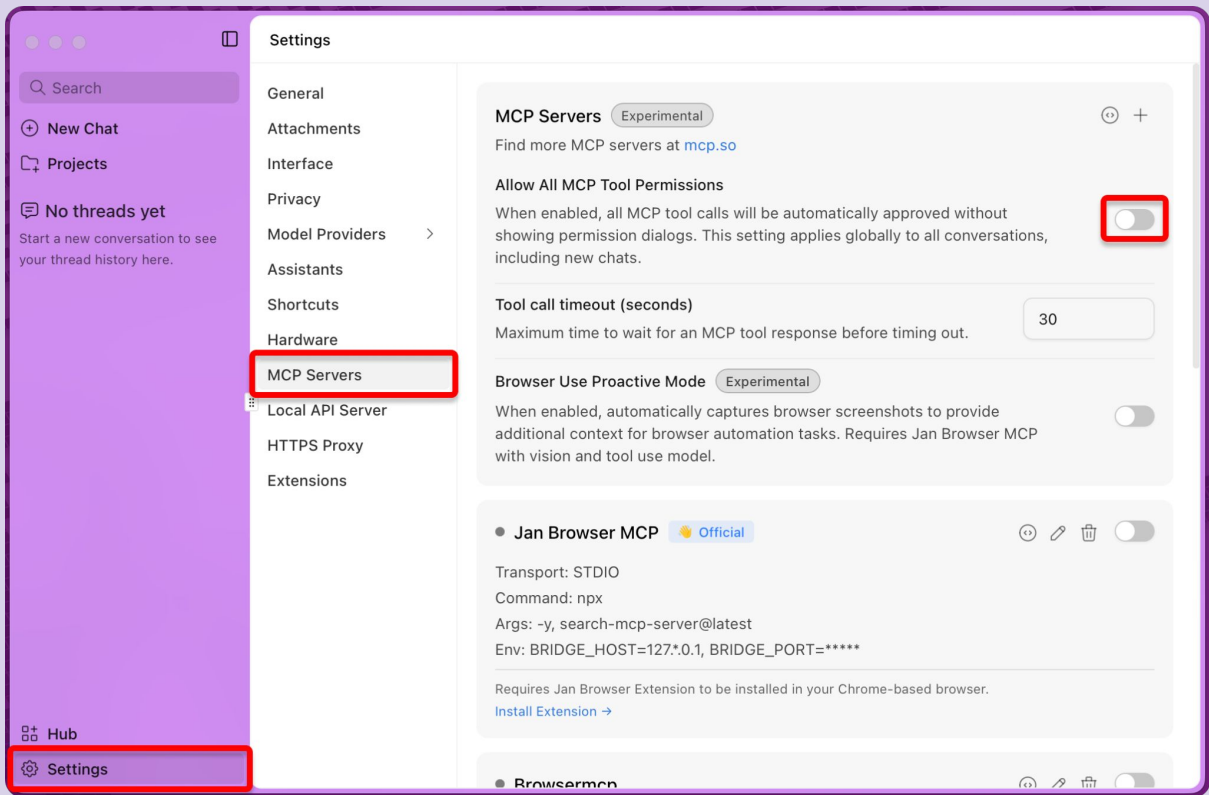 Settings
Search
New Chat
Projects
No threads yet
Start a new conversation to see
your thread history here.
Hub
Settings
General
Attachments
Interface
Privacy
Model Providers
Assistants
Shortcuts
Hardware
MCP Servers
Local API Server
HTTPS Proxy
Extensions
MCP Servers Experimental
Find more MCP servers at mcp.so
Allow All MCP Tool Permissions
When enabled, all MCP tool calls will be automatically approved without
showing permission dialogs. This setting applies globally to all conversations,
including new chats.
Tool call timeout (seconds)
Maximum time to wait for an MCP tool response before timing out.
30
Browser Use Proactive Mode Experimental
When enabled, automatically captures browser screenshots to provide
additional context for browser automation tasks. Requires Jan Browser MCP
with vision and tool use model.
Jan Browser MCP 👋 Official
Transport: STDIO
Command: npx
Args: -y, search-mcp-server@latest
Env: BRIDGE_HOST=127.*.0.1, BRIDGE_PORT=*****
Requires Jan Browser Extension to be installed in your Chrome-based browser.
Install Extension →
Browsermcp